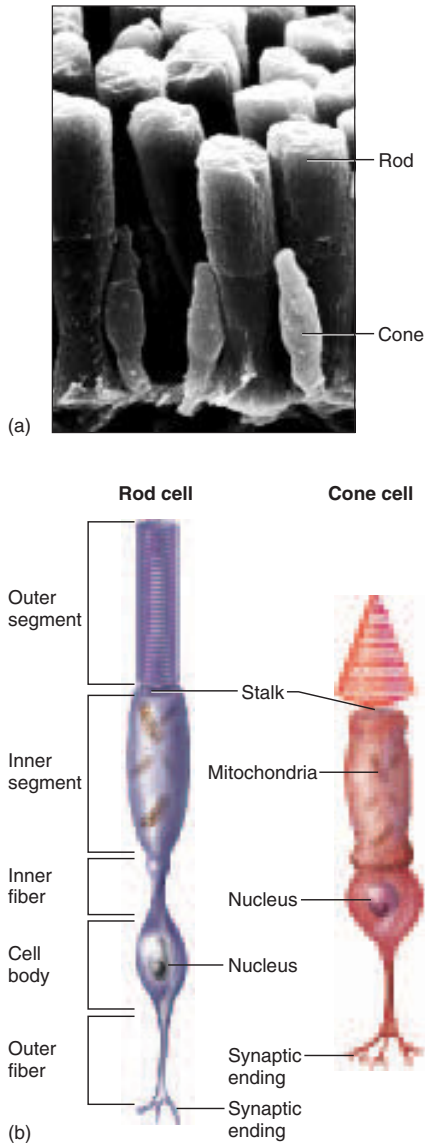 Rod
Cone
(a)
Rod cell
Cone cell
Outer
segment
Stalk
Inner
segment
Mitochondria
Inner
fiber
Nucleus
Cell
body
Nucleus
Outer
fiber
Synaptic
ending
Synaptic
ending
(b)